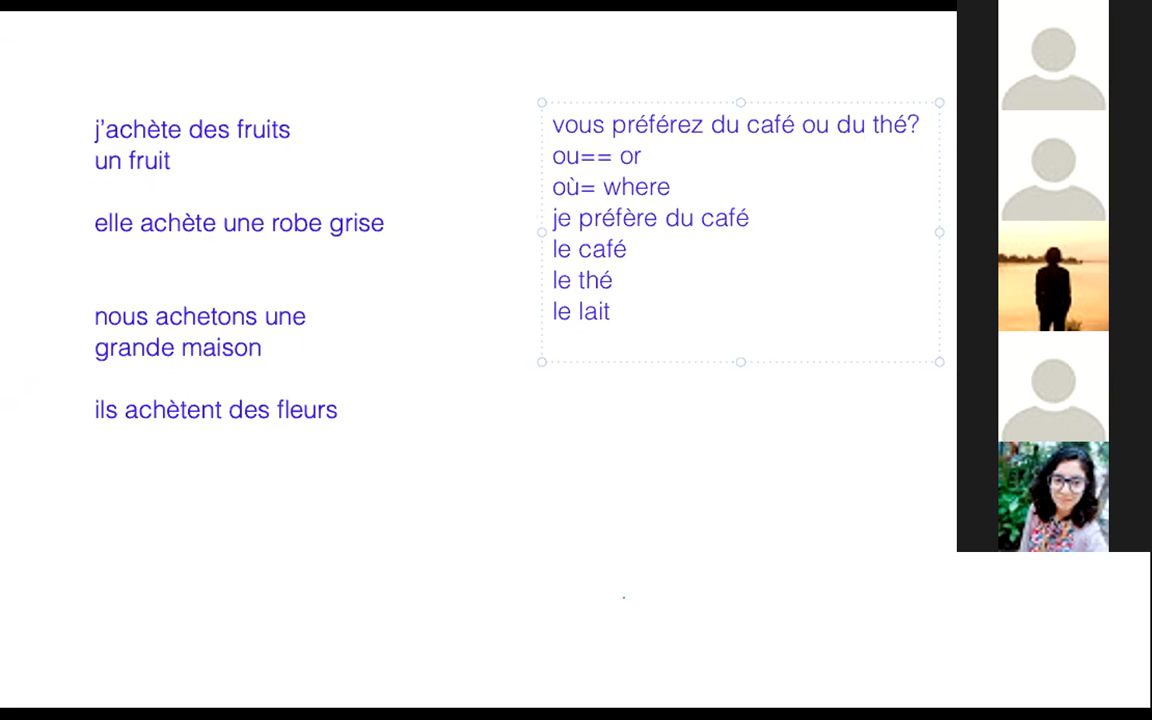 j'achète des fruits
un fruit
elle achète une robe grise
nous achetons une
grande maison
ils achètent des fleurs
vous préférez du café ou du thé?
ou== or
où= where
je préfère du café
le café
le thé
le lait